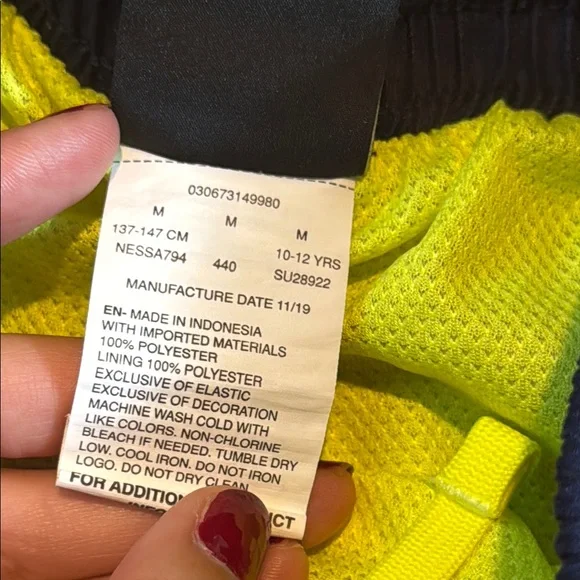 030673149980
M M M
137-147 CM 10-12 YRS
NESSA794 440 SU28922
MANUFACTURE DATE 11/19
EN- MADE IN INDONESIA
WITH IMPORTED MATERIALS
100% POLYESTER
LINING 100% POLYESTER
EXCLUSIVE OF ELASTIC
EXCLUSIVE OF DECORATION
MACHINE WASH COLD WITH
LIKE COLORS. NON-CHLORINE
BLEACH IF NEEDED. TUMBLE DRY
LOW. COOL IRON. DO NOT IRON
LOGO. DO NOT DRY CLEAN.
FOR